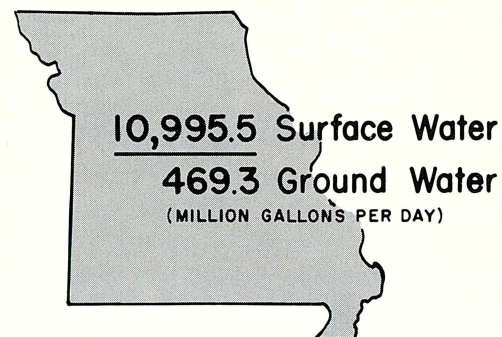 10,995.5 Surface Water
469.3 Ground Water
(MILLION GALLONS PER DAY)